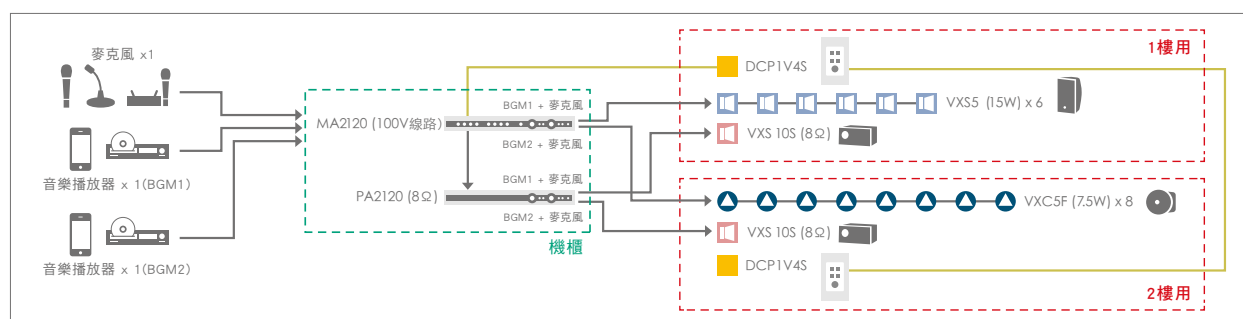 麥克風 x1
音樂播放器 x 1(BGM1)
音樂播放器 x 1(BGM2)
MA2120 (100V線路)
BGM1 + 麥克風
BGM2 + 麥克風
PA2120 (8Ω)
BGM1 + 麥克風
BGM2 + 麥克風
機櫃
1樓用
DCP1V4S
VXS5 (15W) x 6
VXS 10S (8Ω)
VXC5F (7.5W) x 8
VXS 10S (8Ω)
DCP1V4S
2樓用